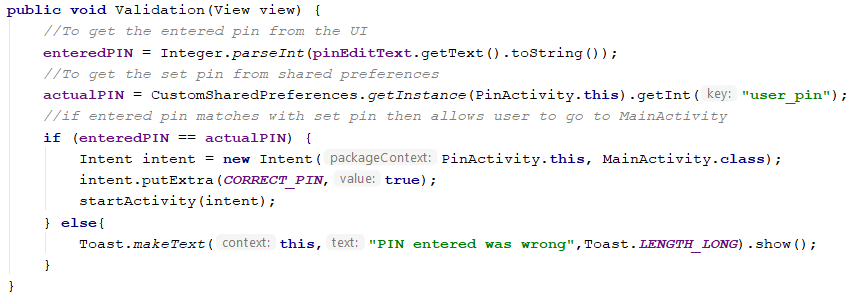 public void Validation(View view) {
//To get the entered pin from the UI
enteredPIN = Integer.parseInt(pinEditText.getText().toString());
//To get the set pin from shared preferences
actualPIN = CustomSharedPreferences.getInstance(PinActivity.this).getInt( key: "user_pin");
//if entered pin matches with set pin then allows user to go to MainActivity
if (enteredPIN == actualPIN) {
Intent intent = new Intent( packageContext: PinActivity.this, MainActivity.class);
intent.putExtra(CORRECT_PIN, value: true);
startActivity(intent);
} else{
Toast.makeText( context: this, text: "PIN entered was wrong",Toast.LENGTH_LONG).show();
}
}